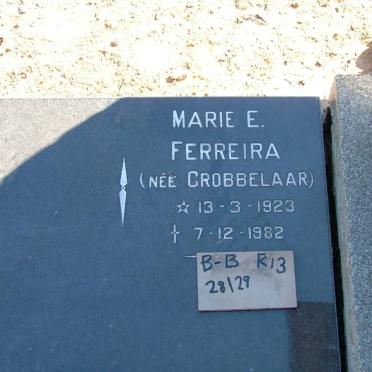 MARIE E.
FERREIRA
(NÉE GROBBELAAR)
☆ 13-3-1923
† 7-12-1982
B-B R13
28/29